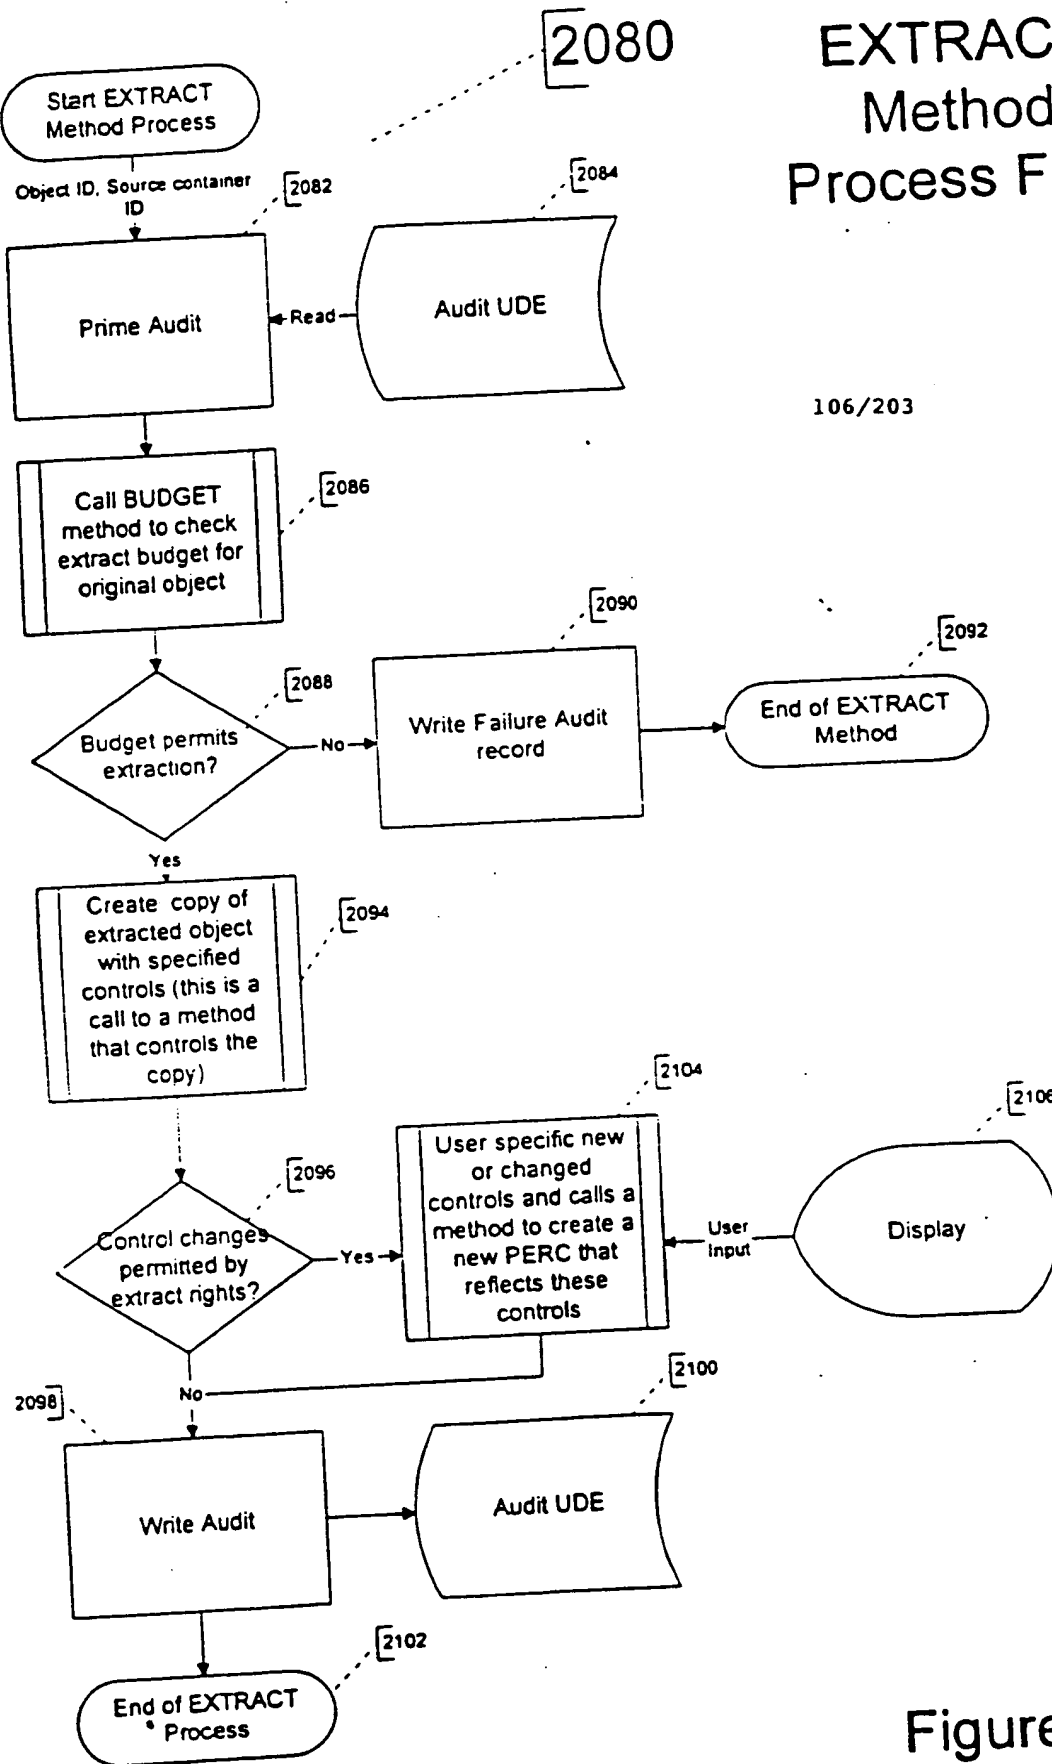 2080
EXTRAC
Method
Process F
Start EXTRACT
Method Process
Object ID, Source container
ID
2082
2084
Prime Audit
Read
Audit UDE
106/203
Call BUDGET
method to check
extract budget for
original object
2086
2090
2092
2088
Budget permits
extraction?
No
Write Failure Audit
record
End of EXTRACT
Method
Yes
Create copy of
extracted object
with specified
controls (this is a
call to a method
that controls the
copy)
2094
2104
2106
2096
Control changes
permitted by
extract rights?
Yes
User specific new
or changed
controls and calls a
method to create a
new PERC that
reflects these
controls
User
Input
Display
No
2098
2100
Write Audit
Audit UDE
2102
End of EXTRACT
Process
Figure